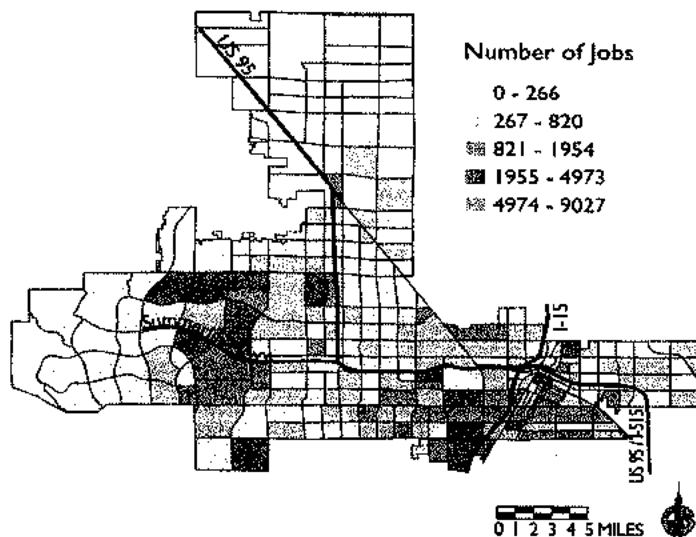 US 95
Number of Jobs
0 - 266
267 - 820
821 - 1954
1955 - 4973
4974 - 9027
I-15
US 95 / I-515
0 1 2 3 4 5 MILES